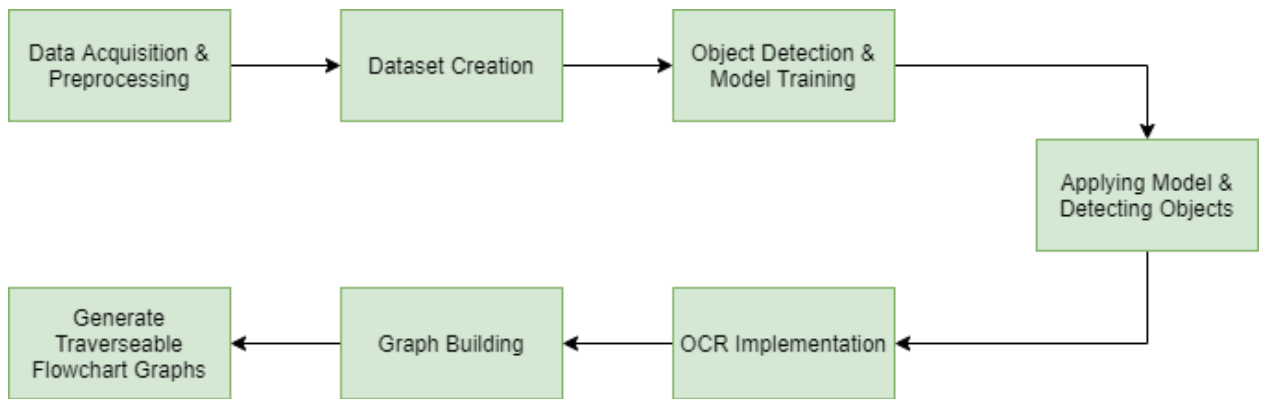 Data Acquisition &
Preprocessing
Dataset Creation
Object Detection &
Model Training
Applying Model &
Detecting Objects
OCR Implementation
Graph Building
Generate
Traverseable
Flowchart Graphs